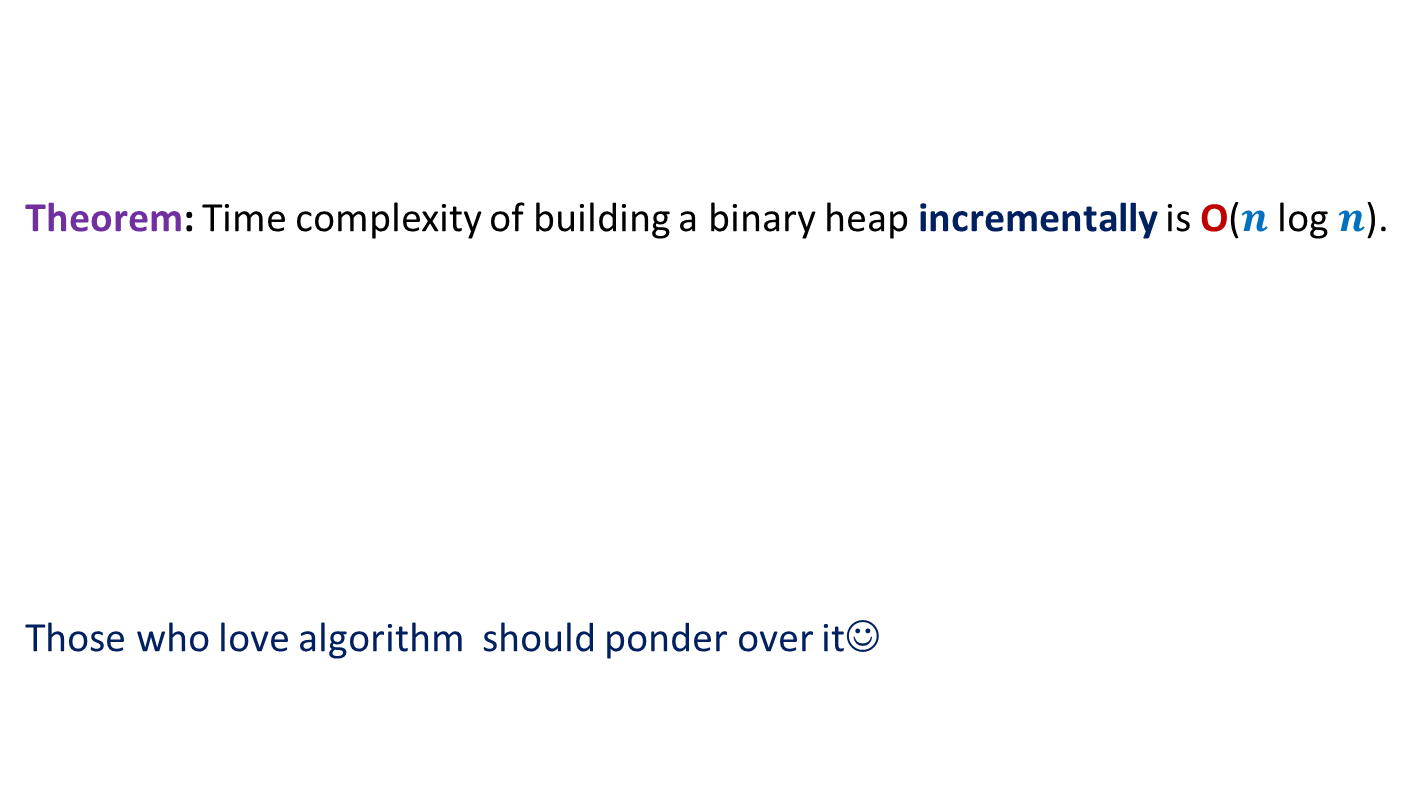 Theorem: Time complexity of building a binary heap incrementally is O(𝒏 log 𝒏).
Those who love algorithm  should ponder over it☺